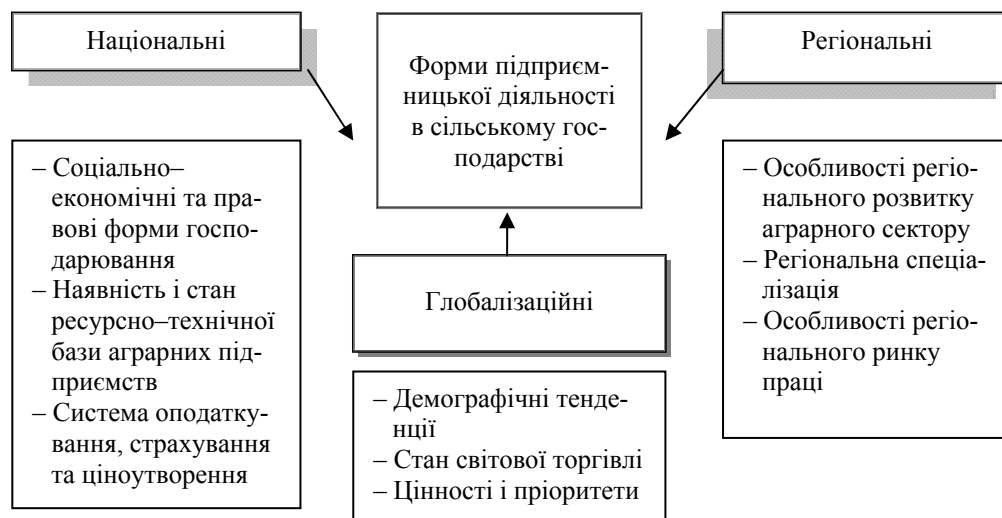 Національні
Форми підприєм-
ницької діяльності
в сільському гос-
подарстві
Регіональні
– Соціально–
економічні та пра-
вові форми госпо-
дарювання
– Наявність і стан
ресурсно–технічної
бази аграрних під-
приємств
– Система оподатку-
вання, страхування
та ціноутворення
Глобалізаційні
– Демографічні тенде-
нції
– Стан світової торгівлі
– Цінності і пріоритети
– Особливості регіо-
нального розвитку
аграрного сектору
– Регіональна спеціа-
лізація
– Особливості регіо-
нального ринку
праці